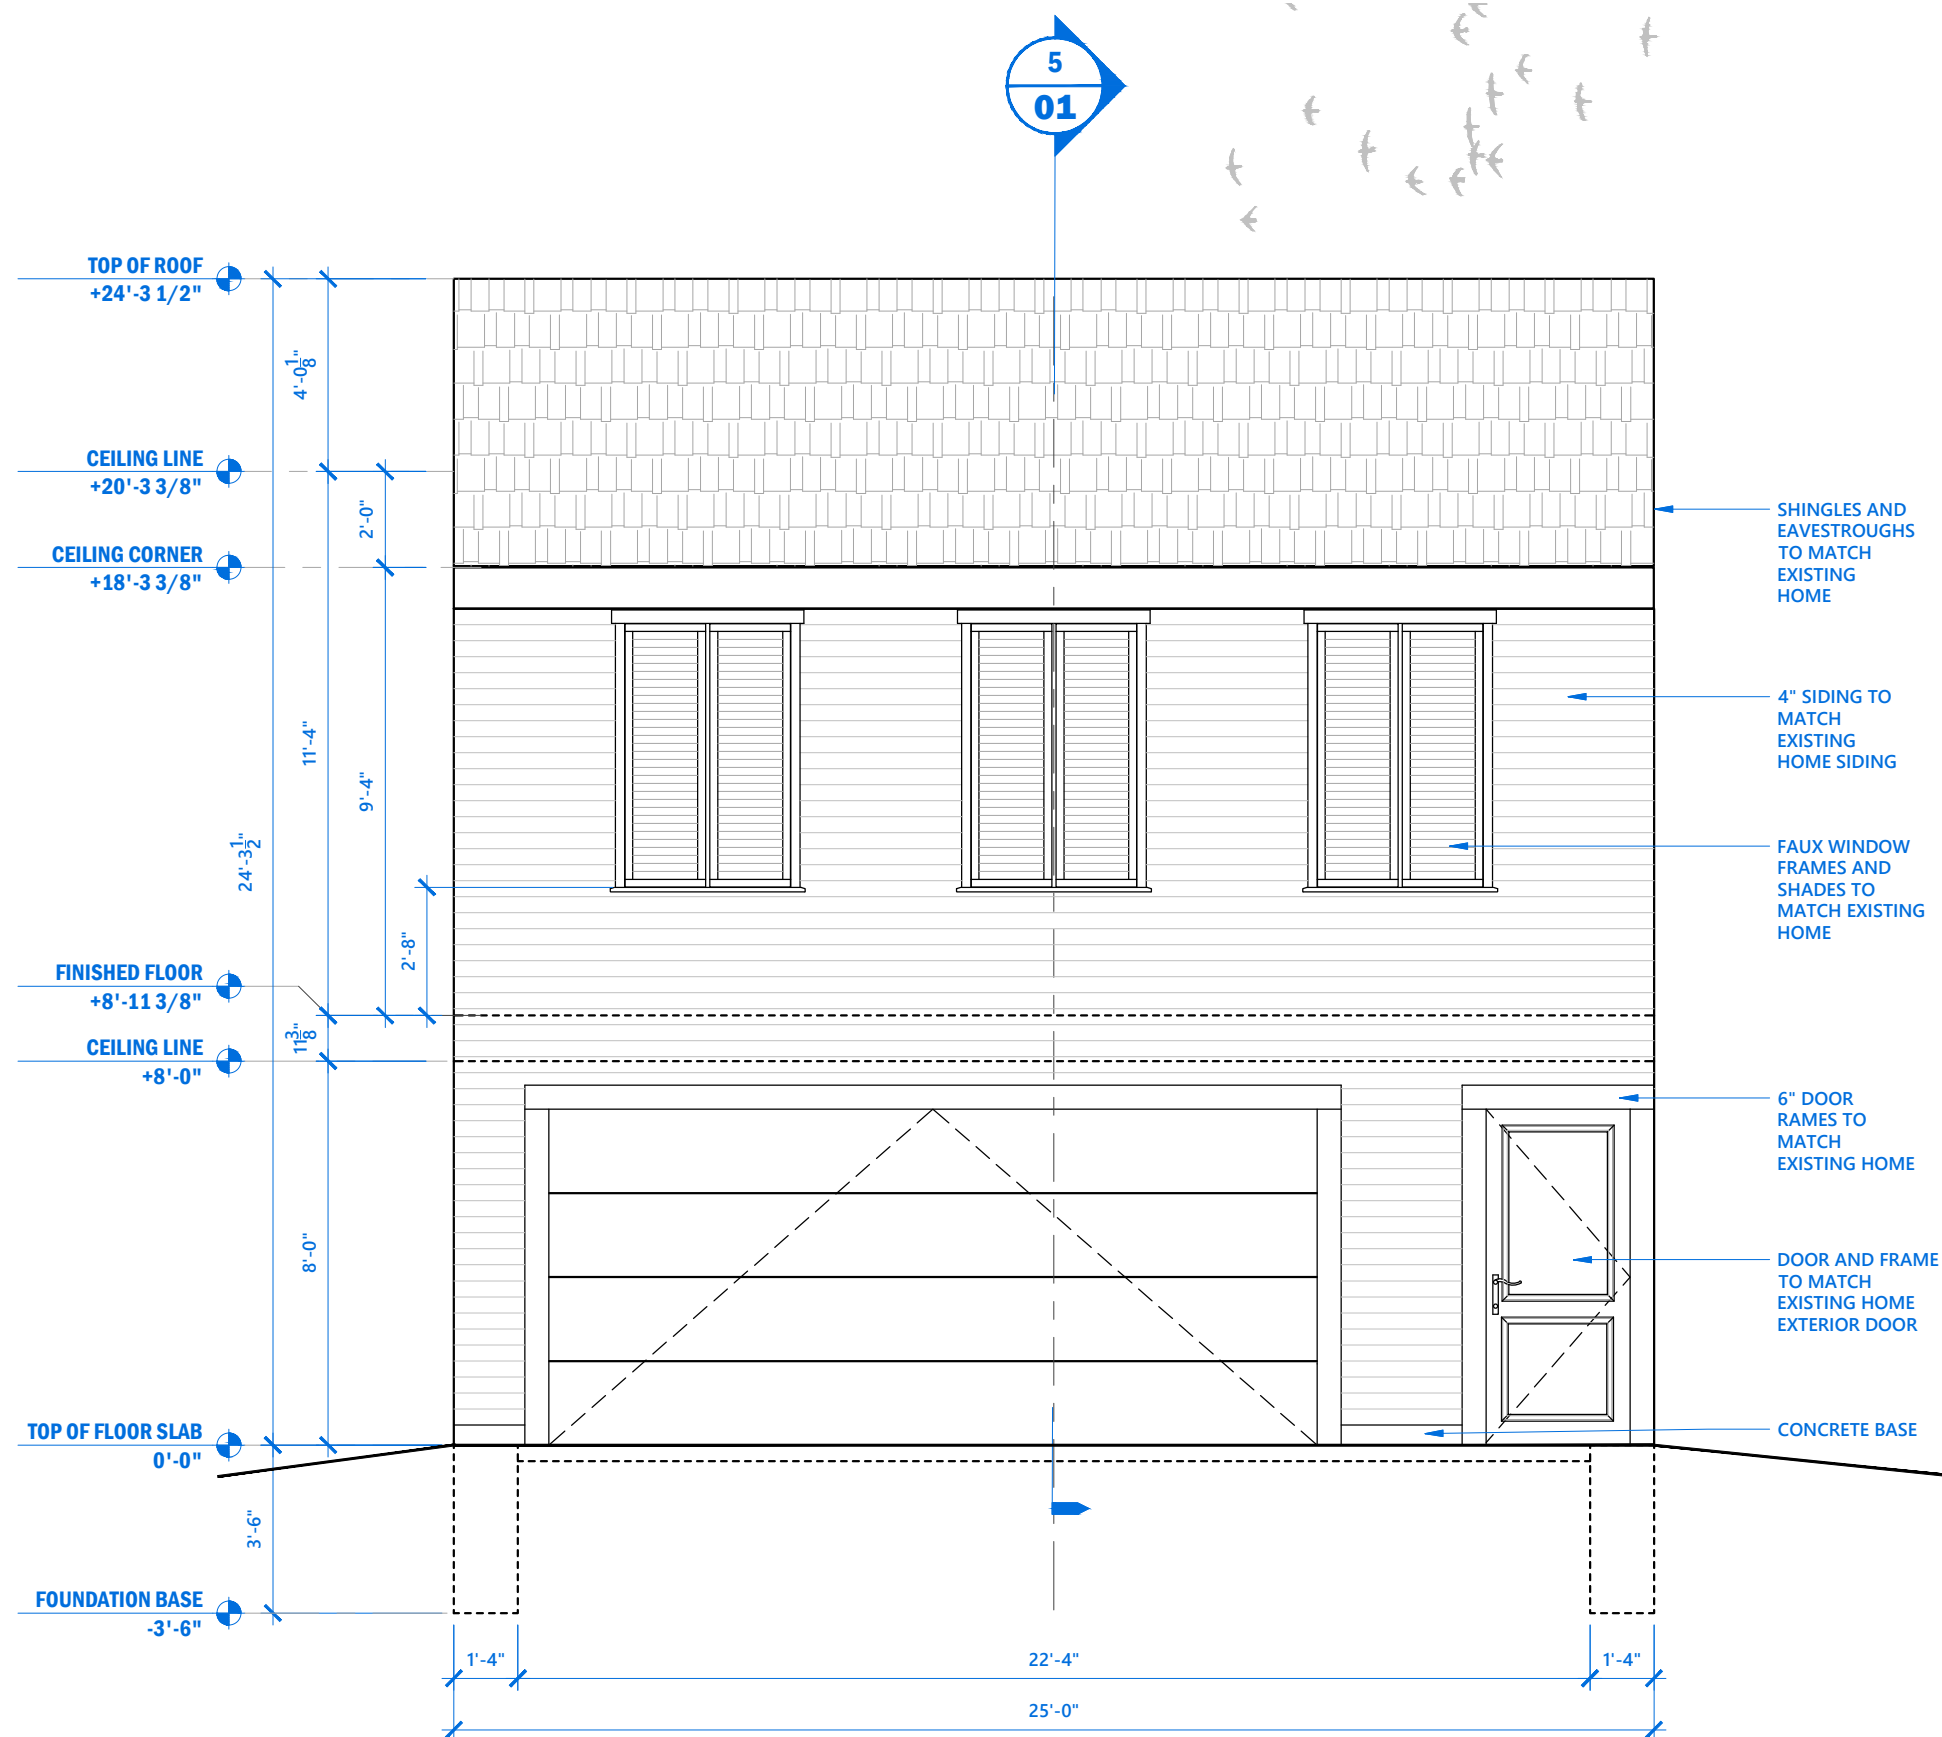 5
01
TOP OF ROOF
+24'-3 1/2"
4'-0 1/8"
CEILING LINE
+20'-3 3/8"
2'-0"
CEILING CORNER
+18'-3 3/8"
11'-4"
9'-4"
24'-3 1/2"
2'-8"
FINISHED FLOOR
+8'-11 3/8"
11 3/8"
CEILING LINE
+8'-0"
8'-0"
TOP OF FLOOR SLAB
0'-0"
3'-6"
FOUNDATION BASE
-3'-6"
SHINGLES AND
EAVESTROUGHS
TO MATCH
EXISTING
HOME
4" SIDING TO
MATCH
EXISTING
HOME SIDING
FAUX WINDOW
FRAMES AND
SHADES TO
MATCH EXISTING
HOME
6" DOOR
RAMES TO
MATCH
EXISTING HOME
DOOR AND FRAME
TO MATCH
EXISTING HOME
EXTERIOR DOOR
CONCRETE BASE
1'-4"
22'-4"
1'-4"
25'-0"